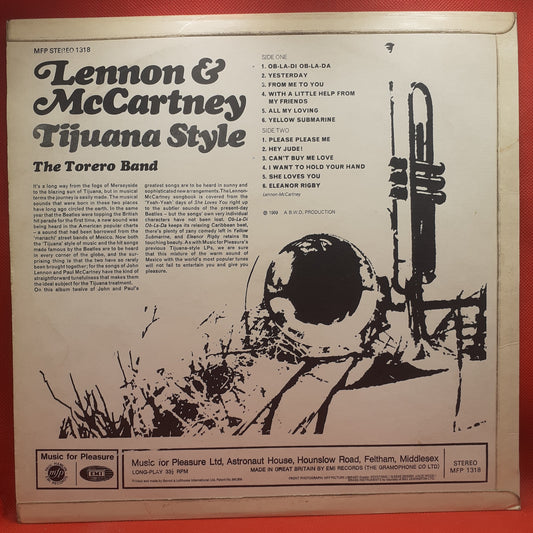 MFP STEREO 1318
Lennon &
McCartney
Tijuana Style
The Torero Band
It's a long way from the fogs of Merseyside
to the blazing sun of Tijuana, but in musical
terms the journey is easily made. The musical
sounds that were born in these two places
have long ago circled the earth. In the same
year that the Beatles were topping the British
hit parade for the first time, a new sound was
being heard in the American popular charts
– a sound that had been borrowed from the
'mariachi' street bands of Mexico. Now both
the 'Tijuana' style of music and the hit songs
made famous by the Beatles are to be heard
in every corner of the globe, and the sur-
prising thing is that the two have so rarely
been brought together; for the songs of John
Lennon and Paul McCartney have the kind of
straightforward tunefulness that makes them
the ideal subject for the Tijuana treatment.
On this album twelve of John and Paul's
greatest songs are to be heard in sunny and
sophisticated new arrangements. The Lennon-
McCartney songbook is covered from the
'Yeah-Yeah' days of She Loves You right up
to the subtler sounds of the present-day
Beatles – but the songs' own very individual
characters have not been lost. Ob-La-Di
Ob-La-Da keeps its relaxing Caribbean beat,
there's plenty of zany comedy left in Yellow
Submarine, and Eleanor Rigby retains its
touching beauty. As with Music for Pleasure's
previous Tijuana-style LPs, we are sure
that this mixture of the warm sound of
Mexico with the world's most popular tunes
will not fail to entertain you and give you
pleasure.
SIDE ONE
1. OB-LA-DI OB-LA-DA
2. YESTERDAY
3. FROM ME TO YOU
4. WITH A LITTLE HELP FROM
MY FRIENDS
5. ALL MY LOVING
6. YELLOW SUBMARINE
SIDE TWO
1. PLEASE PLEASE ME
2. HEY JUDE!
3. CAN'T BUY ME LOVE
4. I WANT TO HOLD YOUR HAND
5. SHE LOVES YOU
6. ELEANOR RIGBY
Lennon-McCartney
℗ 1969 A B.W.D. PRODUCTION
Music for Pleasure
mfp
EMI
Music for Pleasure Ltd, Astronaut House, Hounslow Road, Feltham, Middlesex
LONG-PLAY 33⅓ RPM
MADE IN GREAT BRITAIN BY EMI RECORDS (THE GRAMOPHONE CO LTD)
STEREO
MFP 1318